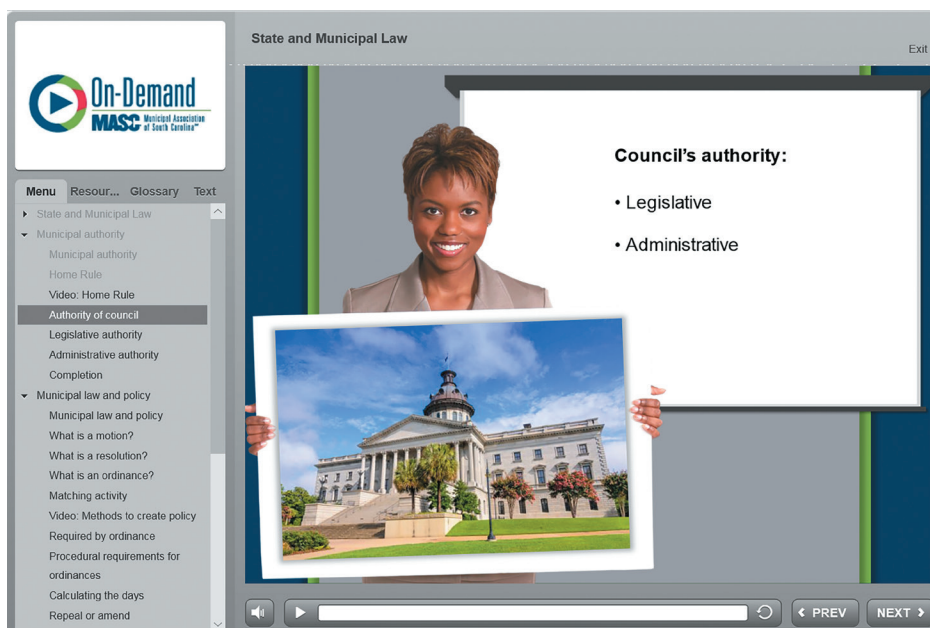 On-Demand
MASC Municipal Association
of South Carolina℠
State and Municipal Law
Exit
Menu Resour... Glossary Text
State and Municipal Law
Municipal authority
Municipal authority
Home Rule
Video: Home Rule
Authority of council
Legislative authority
Administrative authority
Completion
Municipal law and policy
Municipal law and policy
What is a motion?
What is a resolution?
What is an ordinance?
Matching activity
Video: Methods to create policy
Required by ordinance
Procedural requirements for
ordinances
Calculating the days
Repeal or amend
Council's authority:
• Legislative
• Administrative
PREV
NEXT